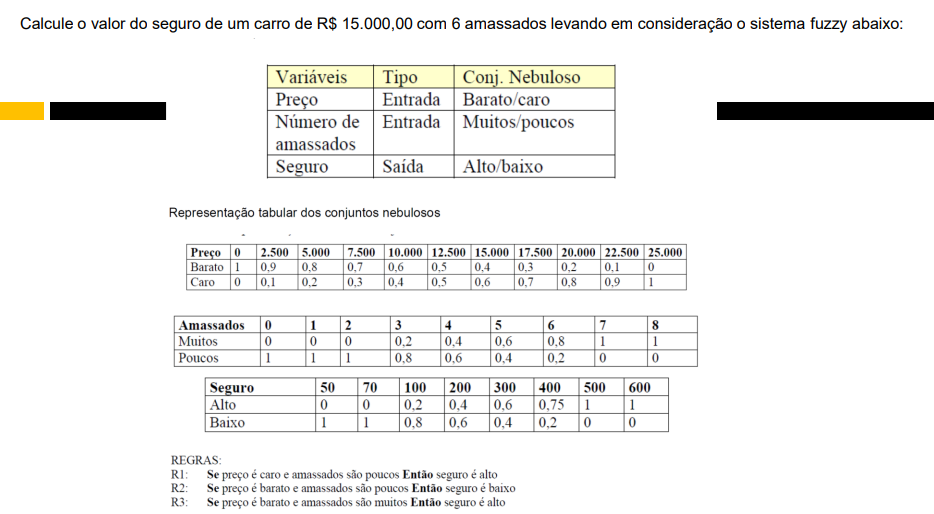 Calcule o valor do seguro de um carro de R$ 15.000,00 com 6 amassados levando em consideração o sistema fuzzy abaixo:
Variáveis Tipo Conj. Nebuloso
Preço Entrada Barato/caro
Número de amassados Entrada Muitos/poucos
Seguro Saída Alto/baixo
Representação tabular dos conjuntos nebulosos
Preço 0 2.500 5.000 7.500 10.000 12.500 15.000 17.500 20.000 22.500 25.000
Barato 1 0,9 0,8 0,7 0,6 0,5 0,4 0,3 0,2 0,1 0
Caro 0 0,1 0,2 0,3 0,4 0,5 0,6 0,7 0,8 0,9 1
Amassados 0 1 2 3 4 5 6 7 8
Muitos 0 0 0 0,2 0,4 0,6 0,8 1 1
Poucos 1 1 1 0,8 0,6 0,4 0,2 0 0
Seguro 50 70 100 200 300 400 500 600
Alto 0 0 0,2 0,4 0,6 0,75 1 1
Baixo 1 1 0,8 0,6 0,4 0,2 0 0
REGRAS:
R1: Se preço é caro e amassados são poucos Então seguro é alto
R2: Se preço é barato e amassados são poucos Então seguro é baixo
R3: Se preço é barato e amassados são muitos Então seguro é alto